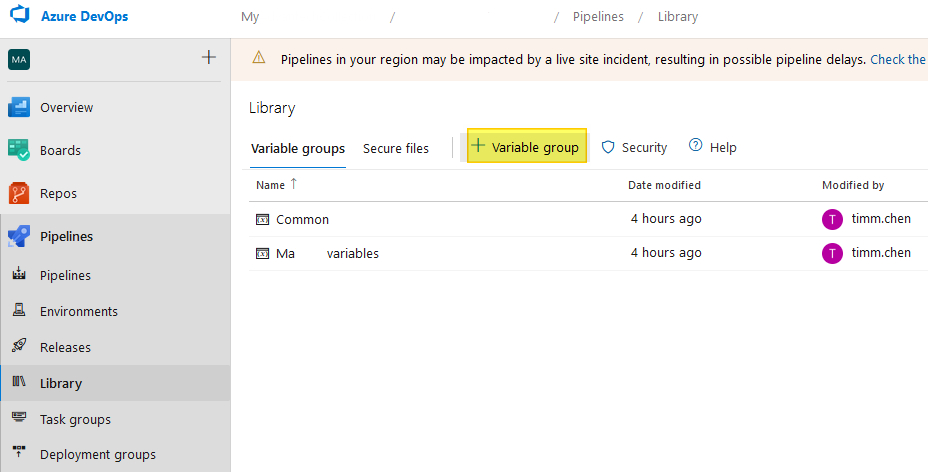 Azure DevOps
My / / Pipelines / Library
MA
Pipelines in your region may be impacted by a live site incident, resulting in possible pipeline delays. Check the
Overview
Boards
Repos
Pipelines
Pipelines
Environments
Releases
Library
Task groups
Deployment groups
Library
Variable groups Secure files + Variable group Security Help
Name ↑ Date modified Modified by
Common 4 hours ago T timm.chen
Ma variables 4 hours ago T timm.chen